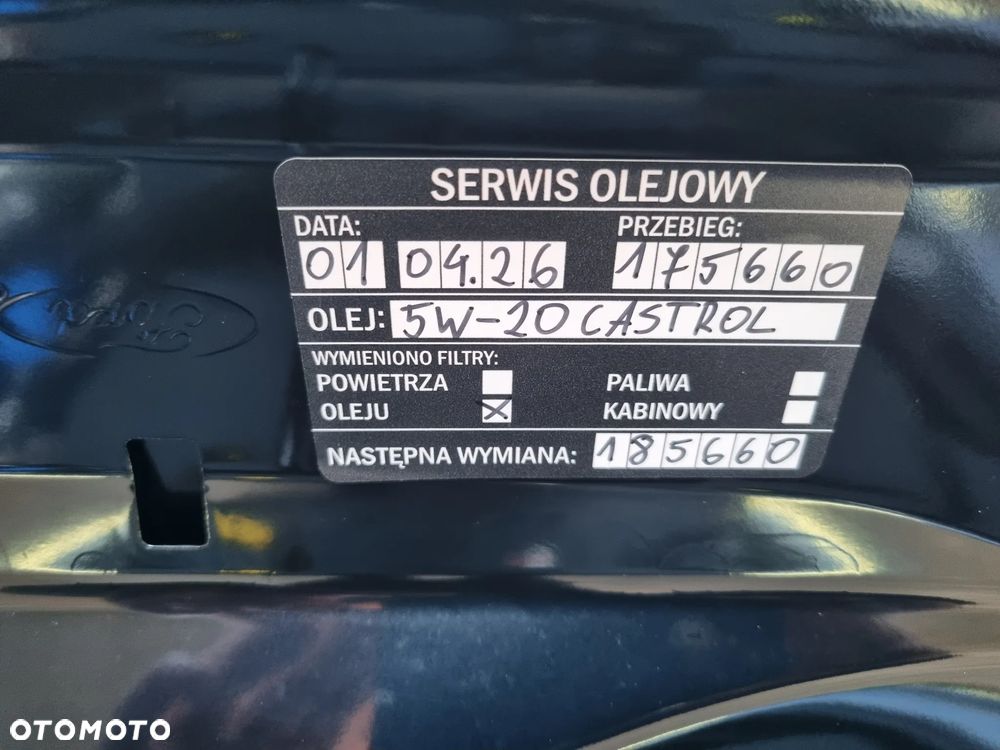 SERWIS OLEJOWY
DATA: PRZEBIEG:
01 04.26 175660
OLEJ: 5W-20 CASTROL
WYMIENIONO FILTRY:
POWIETRZA PALIWA
OLEJU X KABINOWY
NASTĘPNA WYMIANA: 185660
Ford
OTOMOTO